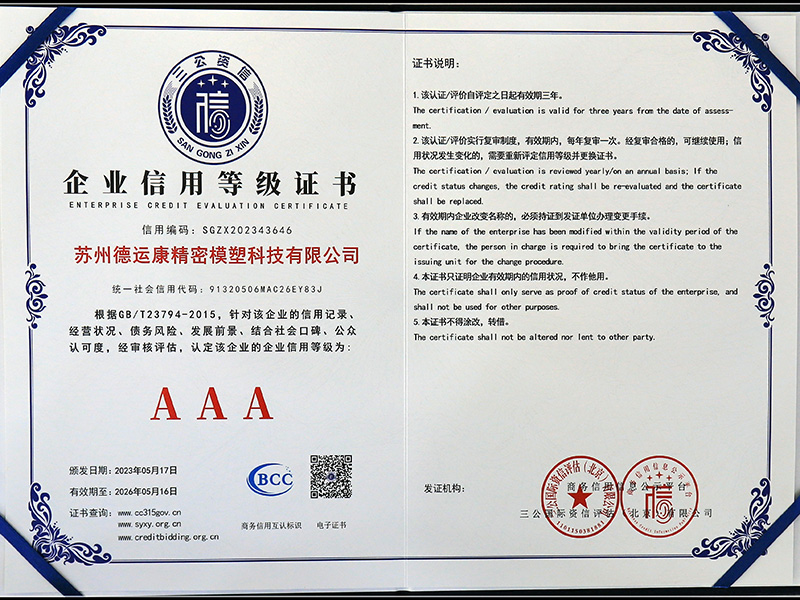 三公资信
信
SAN GONG ZI XIN
企业信用等级证书
ENTERPRISE CREDIT EVALUATION CERTIFICATE
信用编码：SGZX202343646
苏州德运康精密模塑科技有限公司
统一社会信用代码：91320506MAC26EY83J
根据GB/T23794-2015，针对该企业的信用记录、
经营状况、债务风险、发展前景、结合社会口碑、公众
认可度，经审核评估，认定该企业的企业信用等级为：
AAA
颁发日期：2023年05月17日
有效期至：2026年05月16日
证书查询：www.cc315gov.cn
www.syxy.org.cn
www.creditbidding.org.cn
BCC
商务信用互认标识
电子证书
证书说明：
1. 该认证/评价自评定之日起有效期三年。
The certification / evaluation is valid for three years from the date of assess-
ment.
2. 该认证/评价实行复审制度，有效期内，每年复审一次。经复审合格的，可继续使用；信
用状况发生变化的，需要重新评定信用等级并更换证书。
The certification / evaluation is reviewed yearly/on an annual basis; If the
credit status changes, the credit rating shall be re-evaluated and the certificate
shall be replaced.
3. 有效期内企业改变名称的，必须持证到发证单位办理变更手续。
If the name of the enterprise has been modified within the validity period of the
certificate, the person in charge is required to bring the certificate to the
issuing unit for the change procedure.
4. 本证书只证明企业有效期内的信用状况，不作他用。
The certificate shall only serve as proof of credit status of the enterprise, and
shall not be used for other purposes.
5. 本证书不得涂改，转借。
The certificate shall not be altered nor lent to other party.
发证机构：
商务信用信息公示平台
三公国际资信评估（北京）有限公司